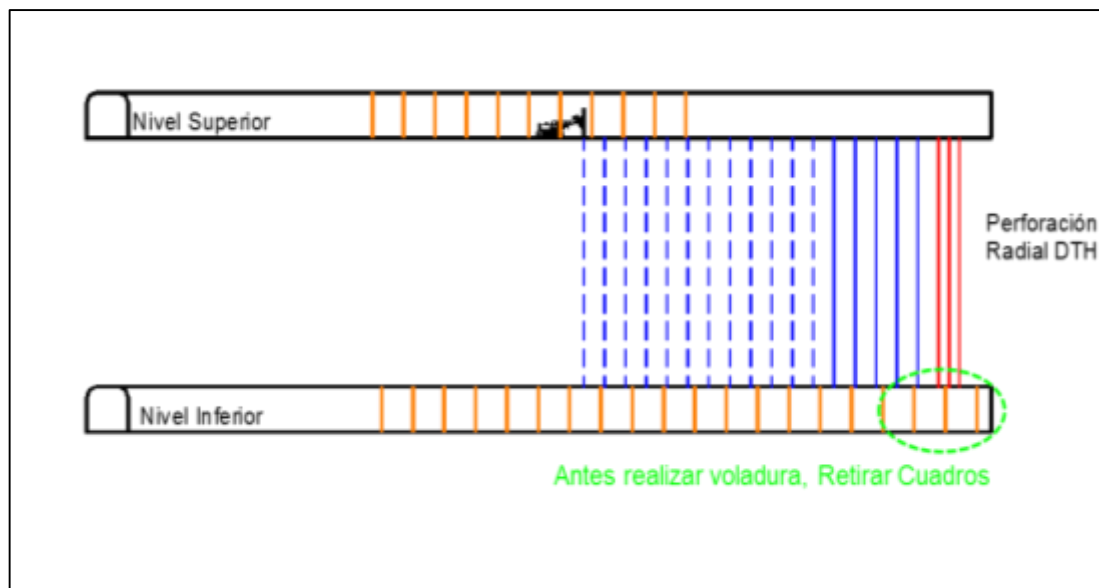 Nivel Superior
Perforación
Radial DTH
Nivel Inferior
Antes realizar voladura, Retirar Cuadros